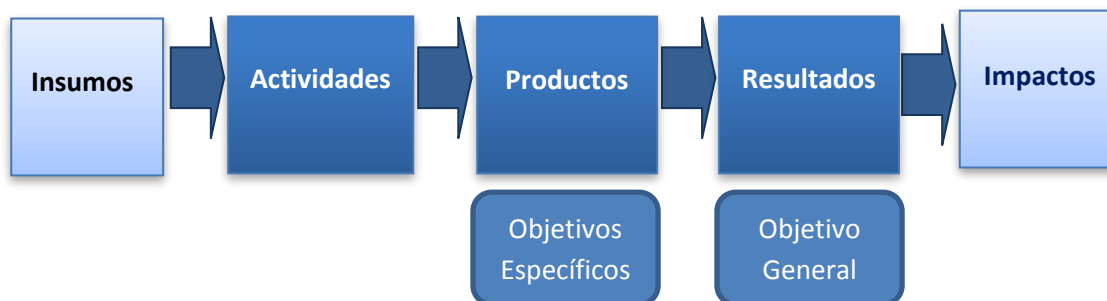 Insumos
Actividades
Productos
Resultados
Impactos
Objetivos
Específicos
Objetivo
General